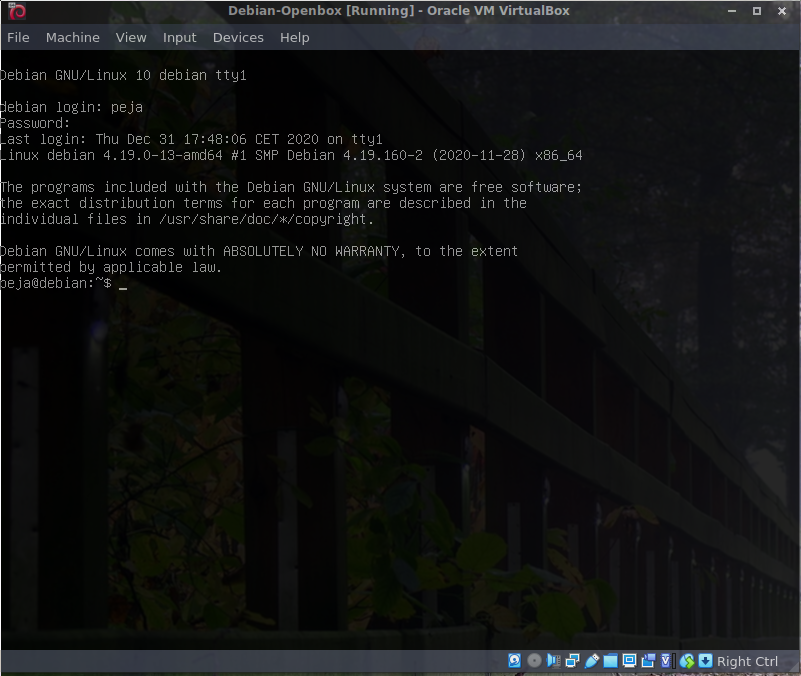 Debian-Openbox [Running] - Oracle VM VirtualBox
File Machine View Input Devices Help
Debian GNU/Linux 10 debian tty1
debian login: peja
Password:
Last login: Thu Dec 31 17:48:06 CET 2020 on tty1
Linux debian 4.19.0-13-amd64 #1 SMP Debian 4.19.160-2 (2020-11-28) x86_64
The programs included with the Debian GNU/Linux system are free software;
the exact distribution terms for each program are described in the
individual files in /usr/share/doc/*/copyright.
Debian GNU/Linux comes with ABSOLUTELY NO WARRANTY, to the extent
permitted by applicable law.
peja@debian:~$ _
Right Ctrl